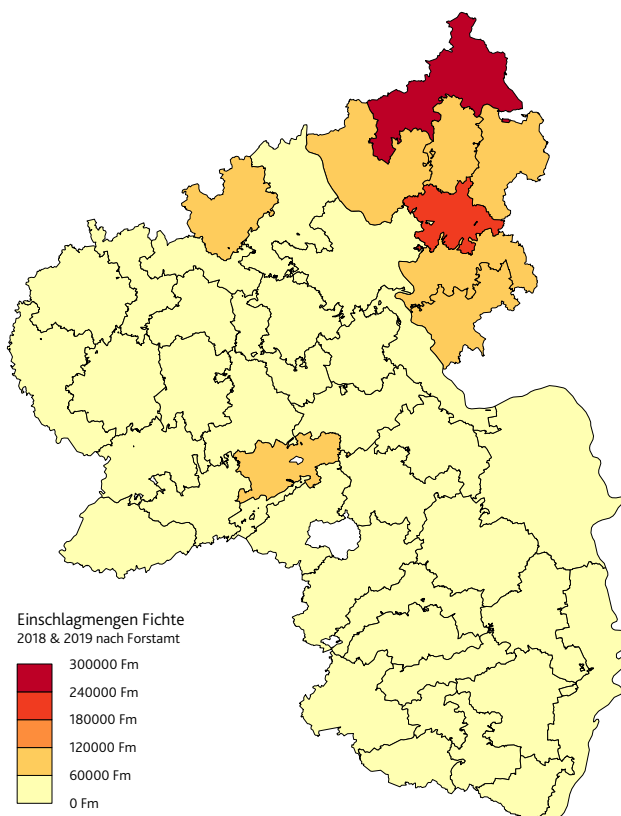 Einschlagmengen Fichte
2018 & 2019 nach Forstamt
300000 Fm
240000 Fm
180000 Fm
120000 Fm
60000 Fm
0 Fm